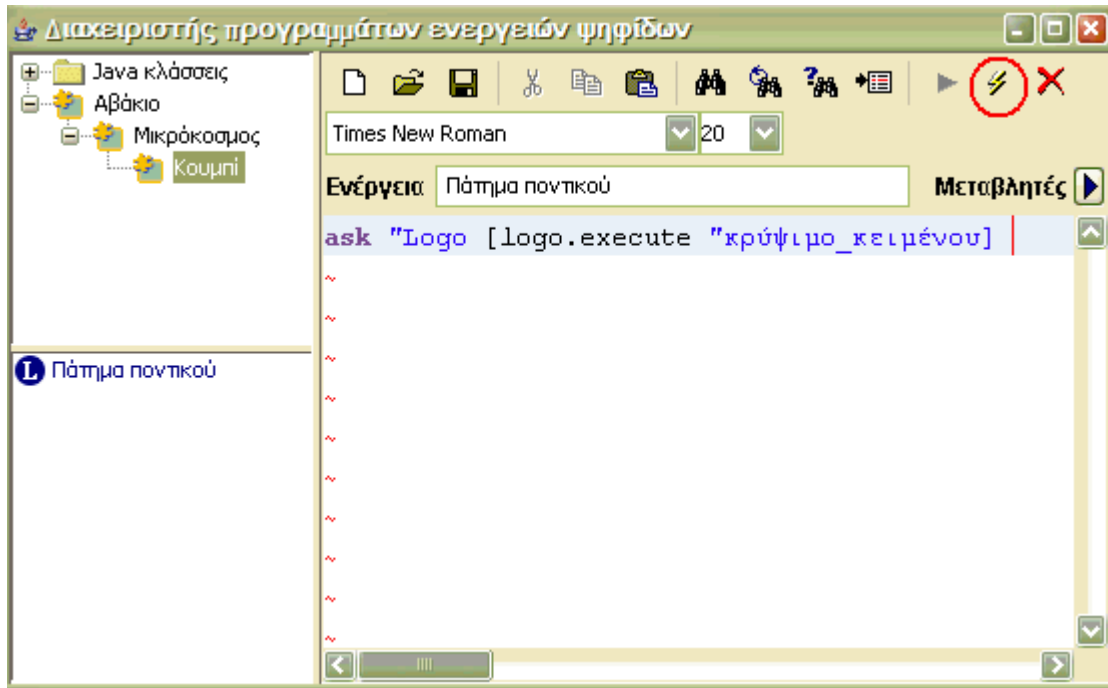 Διαχειριστής προγραμμάτων ενεργειών ψηφίδων
Java κλάσσεις
Αβάκιο
Μικρόκοσμος
Κουμπί
Times New Roman 20
Ενέργεια Πάτημα ποντικού Μεταβλητές
ask "Logo [logo.execute "κρύψιμο_κειμένου]
~
~
~
~
~
~
~
~
~
~
L Πάτημα ποντικού